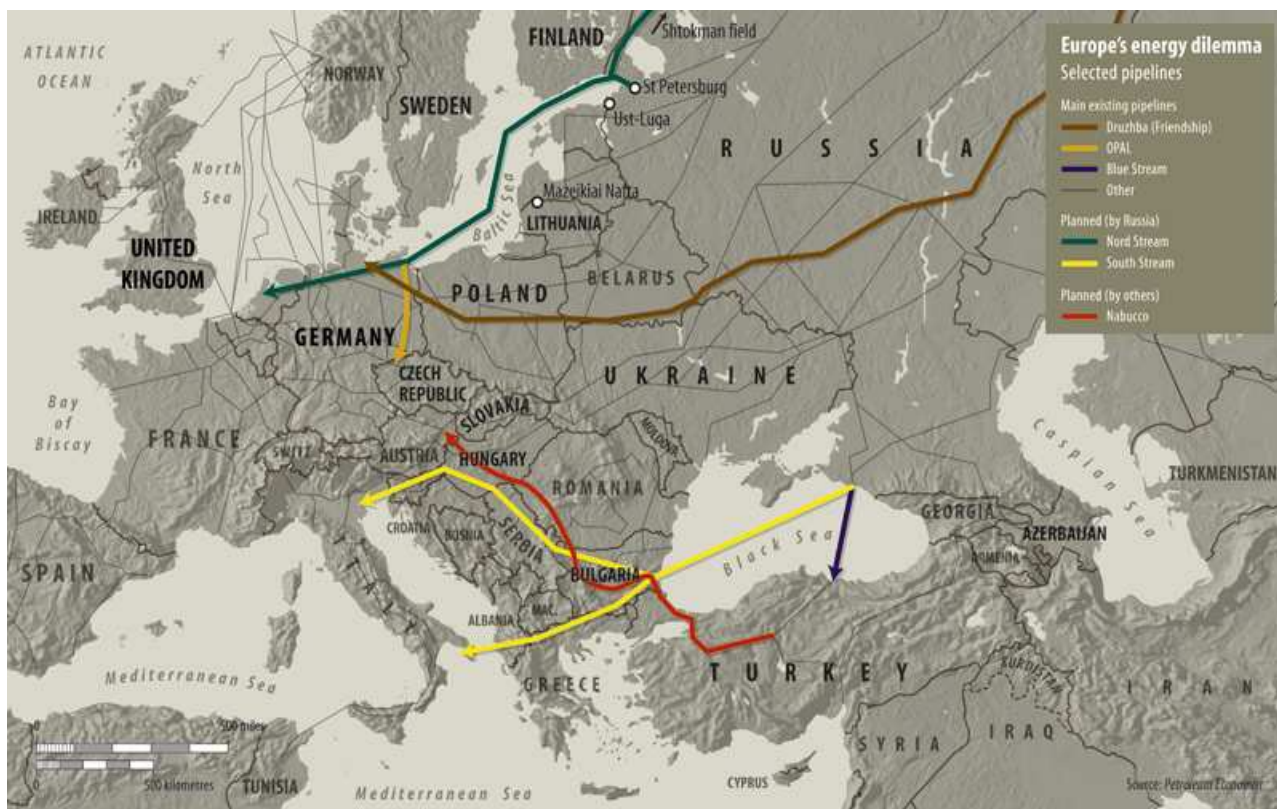 ATLANTIC
OCEAN
NORWAY
SWEDEN
FINLAND
Shtokman field
St Petersburg
Ust-Luga
R U S S I A
North
Sea
Baltic Sea
Mazeikiai Nafta
LITHUANIA
BELARUS
IRELAND
UNITED
KINGDOM
POLAND
GERMANY
CZECH
REPUBLIC
SLOVAKIA
U K R A I N E
MOLDOVA
Bay
of
Biscay
FRANCE
SWITZ
AUSTRIA
HUNGARY
ROMANIA
CROATIA
BOSNIA
SERBIA
BULGARIA
Black Sea
GEORGIA
ARMENIA
AZERBAIJAN
Caspian Sea
TURKMENISTAN
SPAIN
ITALY
ALBANIA
MAC.
GREECE
T U R K E Y
KURDISTAN
I R A N
IRAQ
SYRIA
CYPRUS
Mediterranean Sea
Mediterranean Sea
TUNISIA
0 500 miles
0 500 kilometres
Europe's energy dilemma
Selected pipelines
Main existing pipelines
Druzhba (Friendship)
OPAL
Blue Stream
Other
Planned (by Russia)
Nord Stream
South Stream
Planned (by others)
Nabucco
Source: Petroleum Economist